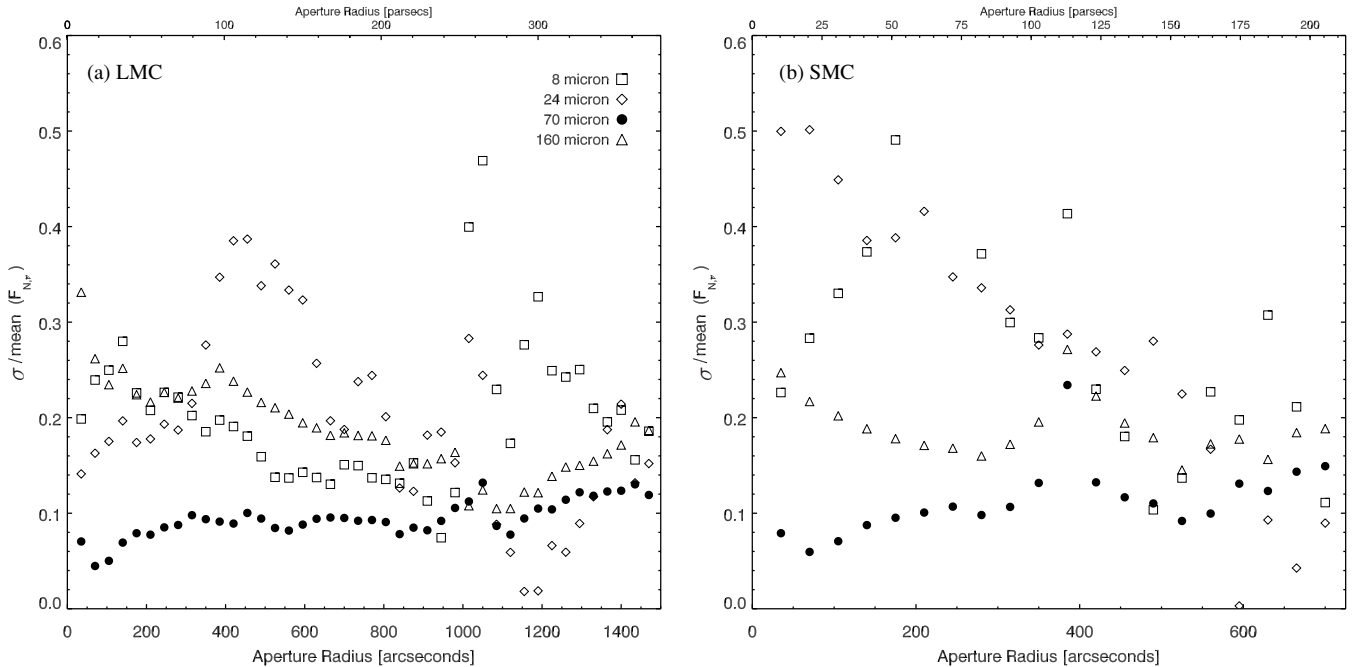 Aperture Radius [parsecs]
0 100 200 300
(a) LMC
8 micron
24 micron
70 micron
160 micron
0.6
0.5
0.4
0.3
0.2
0.1
0.0
σ/mean (F_N,r)
0 200 400 600 800 1000 1200 1400
Aperture Radius [arcseconds]
Aperture Radius [parsecs]
0 25 50 75 100 125 150 175 200
(b) SMC
0.6
0.5
0.4
0.3
0.2
0.1
0.0
σ/mean (F_N,r)
0 200 400 600
Aperture Radius [arcseconds]